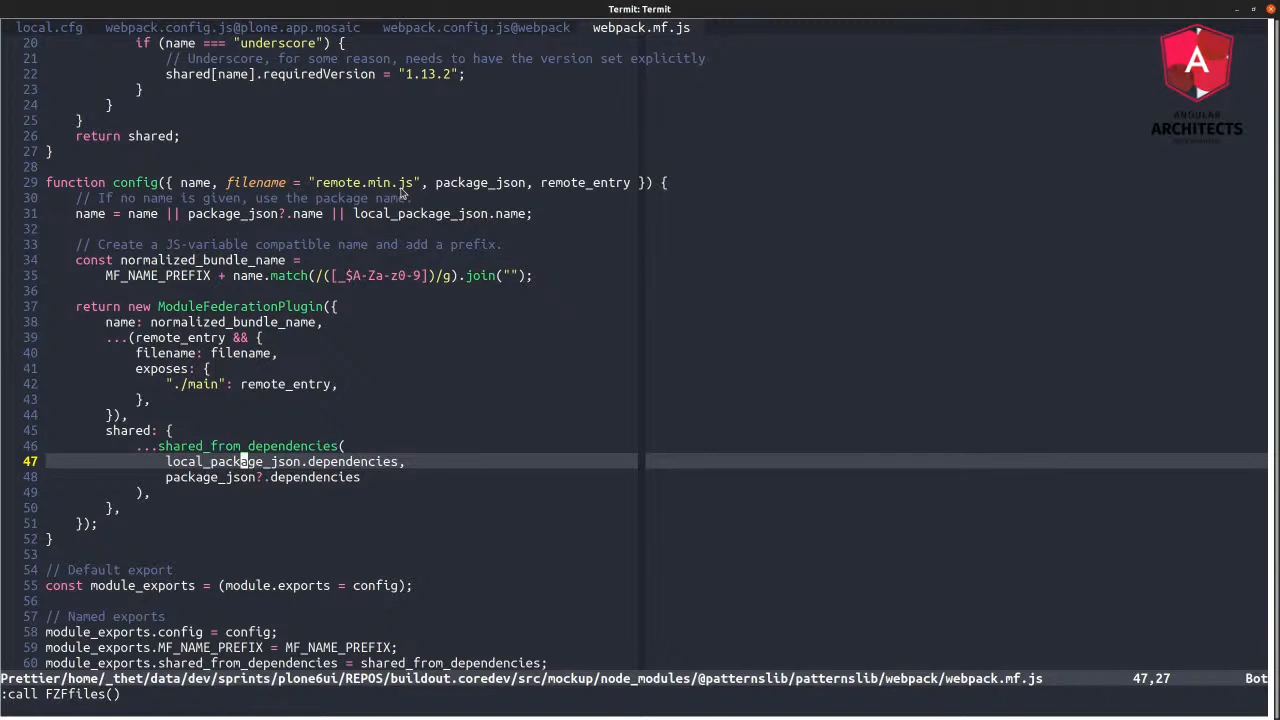 Termit: Termit
local.cfg webpack.config.js@plone.app.mosaic webpack.config.js@webpack webpack.mf.js
20 if (name === "underscore") {
21 // Underscore, for some reason, needs to have the version set explicitly
22 shared[name].requiredVersion = "1.13.2";
23 }
24 }
25 }
26 return shared;
27 }
28
29 function config({ name, filename = "remote.min.js", package_json, remote_entry }) {
30 // If no name is given, use the package name.
31 name = name || package_json?.name || local_package_json.name;
32
33 // Create a JS-variable compatible name and add a prefix.
34 const normalized_bundle_name =
35 MF_NAME_PREFIX + name.match(/([_$A-Za-z0-9])/g).join("");
36
37 return new ModuleFederationPlugin({
38 name: normalized_bundle_name,
39 ...(remote_entry && {
40 filename: filename,
41 exposes: {
42 "./main": remote_entry,
43 },
44 }),
45 shared: {
46 ...shared_from_dependencies(
47 local_package_json.dependencies,
48 package_json?.dependencies
49 ),
50 },
51 });
52 }
53
54 // Default export
55 const module_exports = (module.exports = config);
56
57 // Named exports
58 module_exports.config = config;
59 module_exports.MF_NAME_PREFIX = MF_NAME_PREFIX;
60 module_exports.shared_from_dependencies = shared_from_dependencies;
Prettier/home/_thet/data/dev/sprints/plone6ui/REPOS/buildout.coredev/src/mockup/node_modules/@patternslib/patternslib/webpack/webpack.mf.js 47,27 Bot
:call FZFfiles()
A
ANGULAR
ARCHITECTS